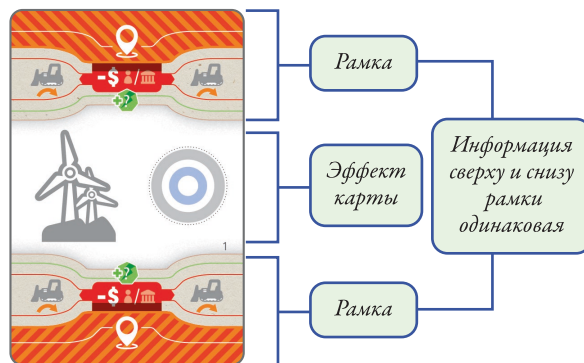 -$ /
+?
Рамка
Эффект
карты
Информация
сверху и снизу
рамки
одинаковая
1
+?
-$ /
Рамка